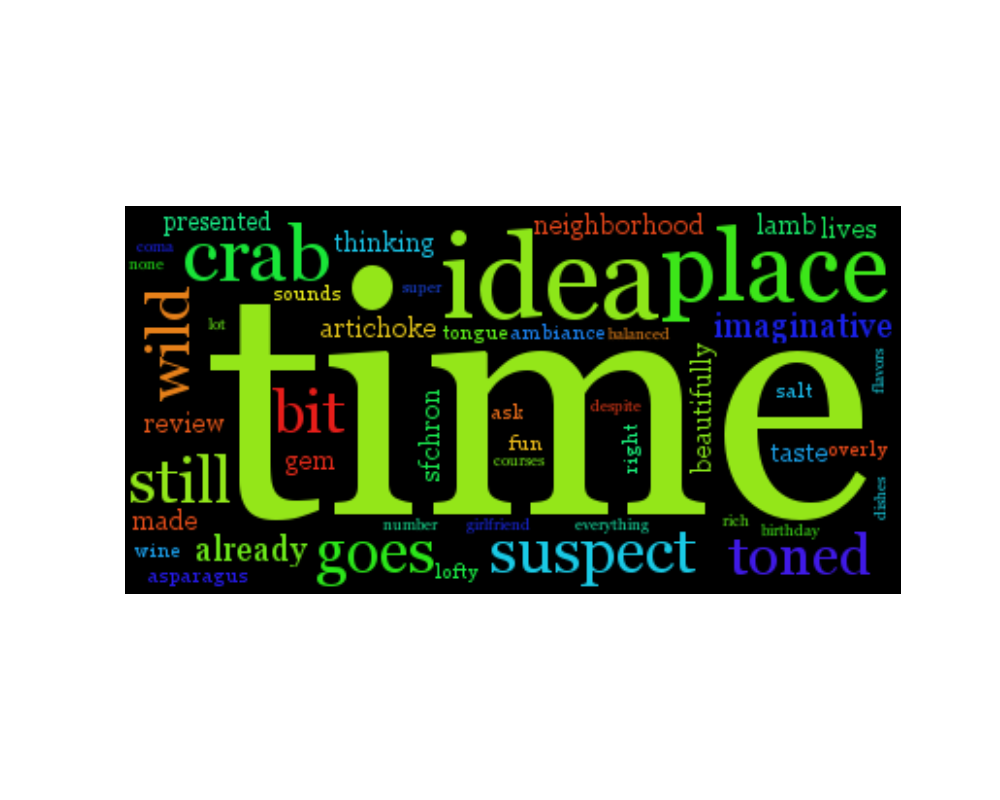 presented
neighborhood
lamb
lives
coma
crab
thinking
idea
place
none
sounds
super
wild
lot
artichoke
tongue
ambiance
balanced
imaginative
time
beautifully
flavors
review
bit
sfchron
ask
despite
salt
fun
right
gem
courses
taste
overly
still
dishes
made
number
girlfriend
everything
rich
birthday
wine
already
goes
suspect
toned
asparagus
lofty